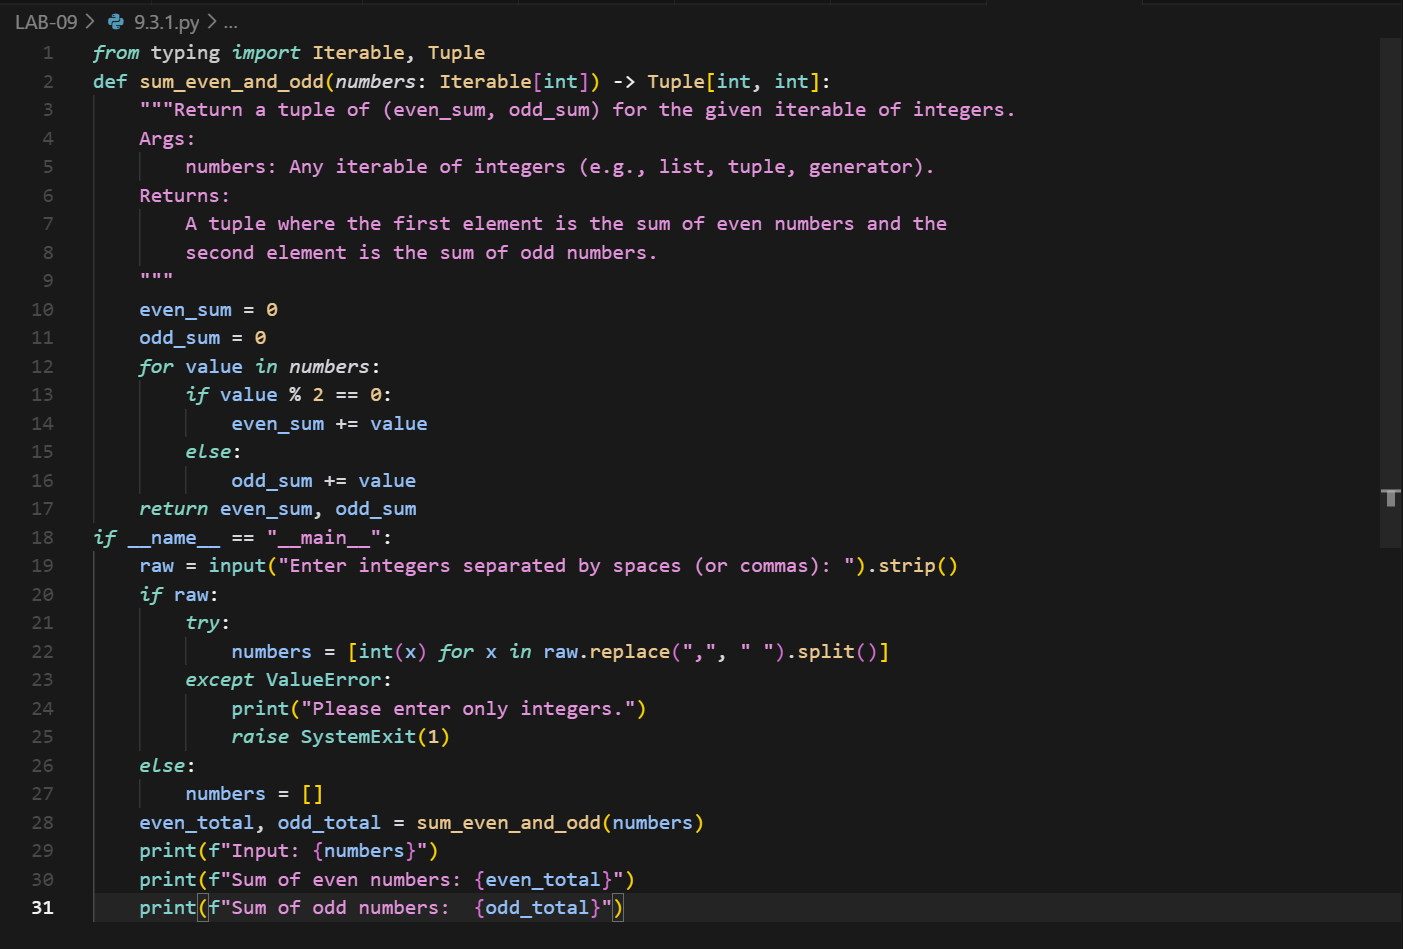 LAB-09 > 9.3.1.py > ...
1 from typing import Iterable, Tuple
2 def sum_even_and_odd(numbers: Iterable[int]) -> Tuple[int, int]:
3     """Return a tuple of (even_sum, odd_sum) for the given iterable of integers.
4     Args:
5         numbers: Any iterable of integers (e.g., list, tuple, generator).
6     Returns:
7         A tuple where the first element is the sum of even numbers and the
8         second element is the sum of odd numbers.
9     """
10     even_sum = 0
11     odd_sum = 0
12     for value in numbers:
13         if value % 2 == 0:
14             even_sum += value
15         else:
16             odd_sum += value
17     return even_sum, odd_sum
18 if __name__ == "__main__":
19     raw = input("Enter integers separated by spaces (or commas): ").strip()
20     if raw:
21         try:
22             numbers = [int(x) for x in raw.replace(",", " ").split()]
23         except ValueError:
24             print("Please enter only integers.")
25             raise SystemExit(1)
26     else:
27         numbers = []
28     even_total, odd_total = sum_even_and_odd(numbers)
29     print(f"Input: {numbers}")
30     print(f"Sum of even numbers: {even_total}")
31     print(f"Sum of odd numbers:  {odd_total}")